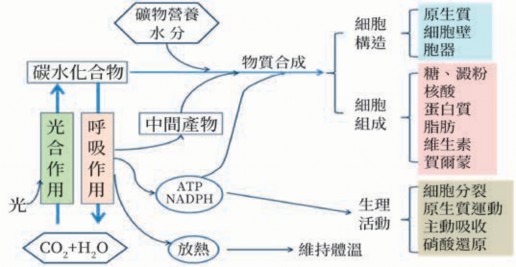 礦物營養
水分
細胞
構造
原生質
細胞壁
胞器
碳水化合物
物質合成
細胞
組成
糖、澱粉
核酸
蛋白質
脂肪
維生素
賀爾蒙
光合作用
呼吸作用
中間產物
光
ATP
NADPH
生理
活動
細胞分裂
原生質運動
主動吸收
硝酸還原
CO₂+H₂O
放熱
維持體溫